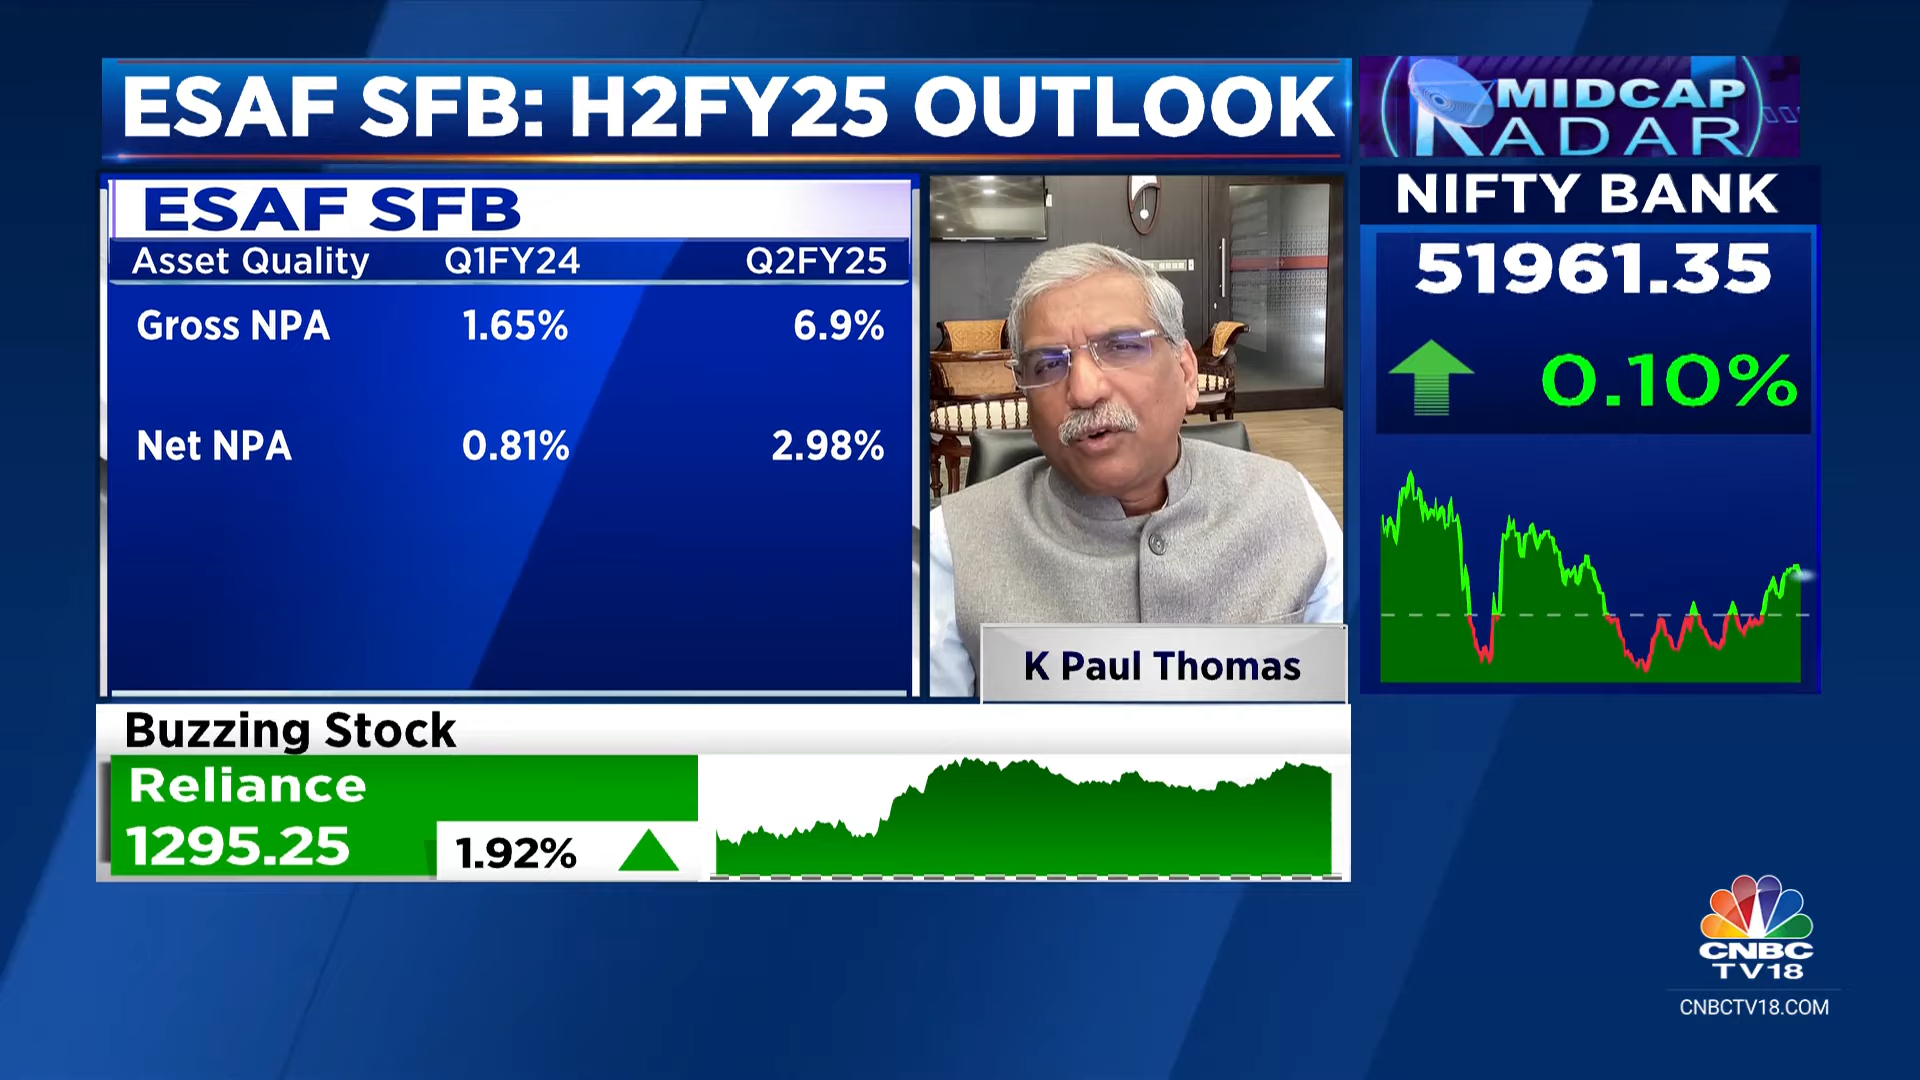 ESAF SFB: H2FY25 OUTLOOK
MIDCAP
RADAR
ESAF SFB
Asset Quality Q1FY24 Q2FY25
Gross NPA 1.65% 6.9%
Net NPA 0.81% 2.98%
K Paul Thomas
NIFTY BANK
51961.35
0.10%
Buzzing Stock
Reliance
1295.25 1.92%
CNBC
TV18
CNBCTV18.COM